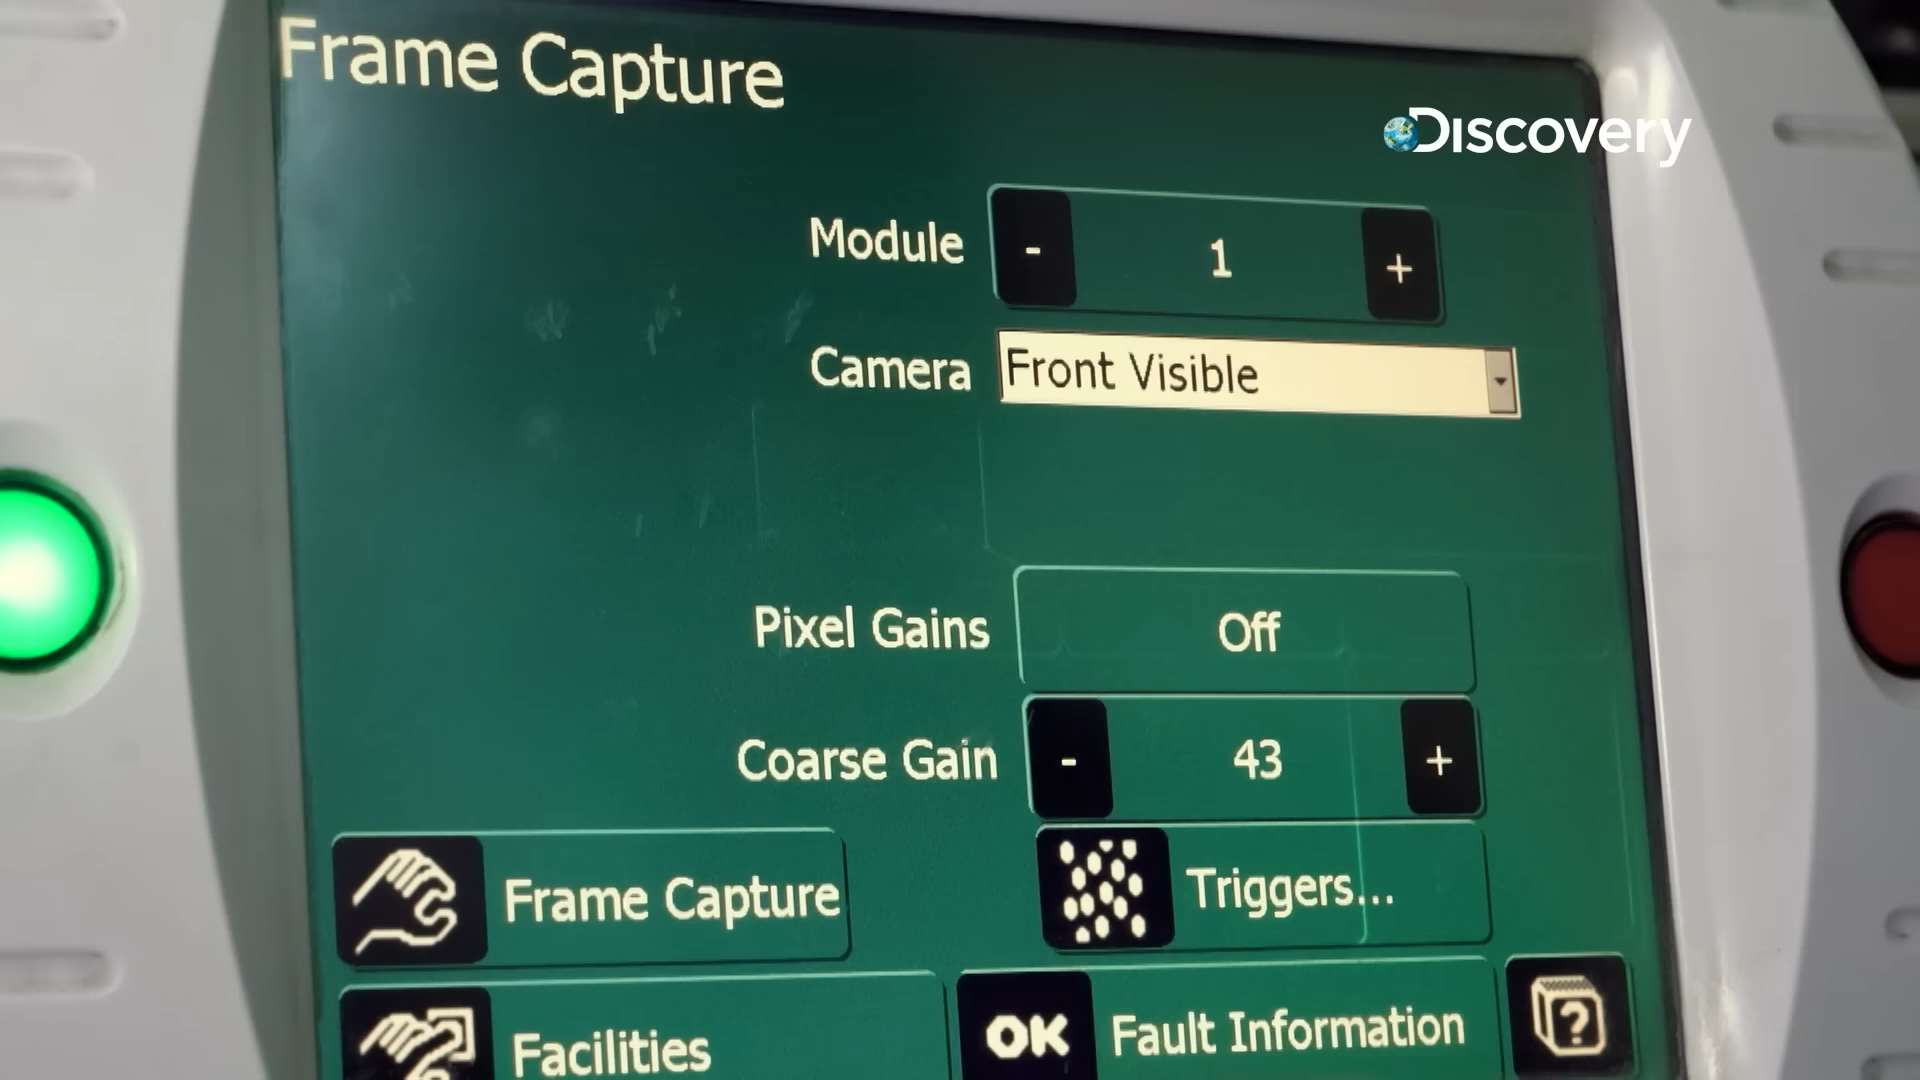 Frame Capture
Discovery
Module - 1 +
Camera Front Visible
Pixel Gains Off
Coarse Gain - 43 +
Frame Capture Triggers...
Facilities OK Fault Information ?